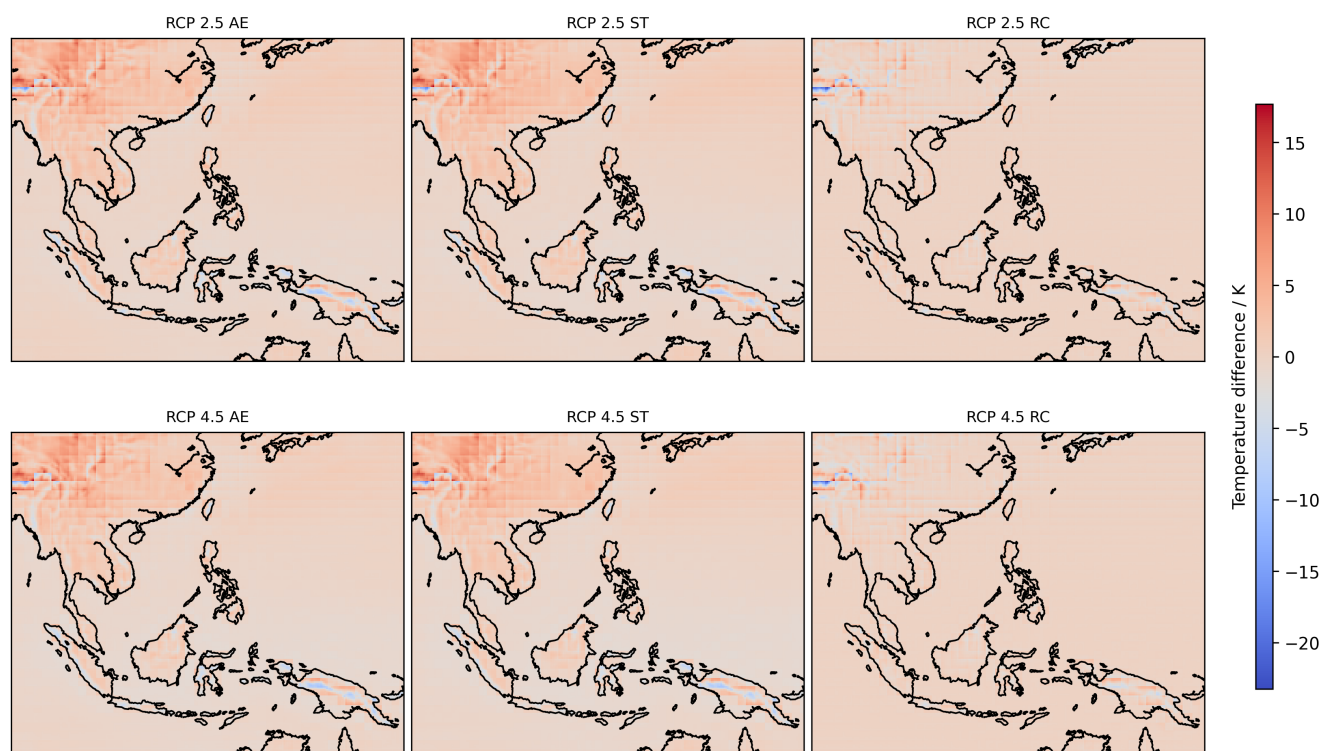 RCP 2.5 AE
RCP 2.5 ST
RCP 2.5 RC
RCP 4.5 AE
RCP 4.5 ST
RCP 4.5 RC
Temperature difference / K
15
10
5
0
−5
−10
−15
−20